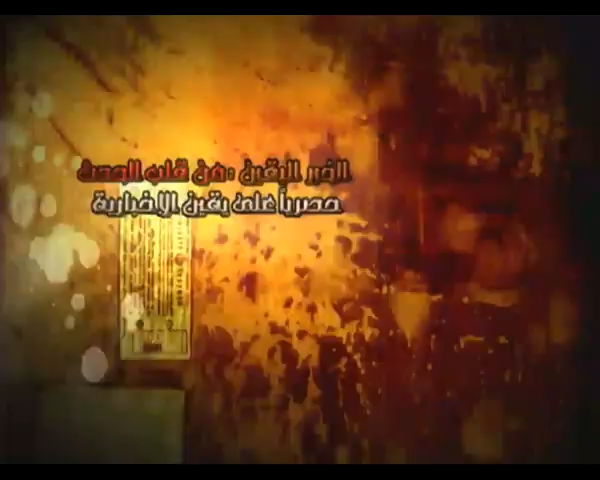 الخبر اليقين : من قلب الحدث
حصرياً على يقين الإخبارية